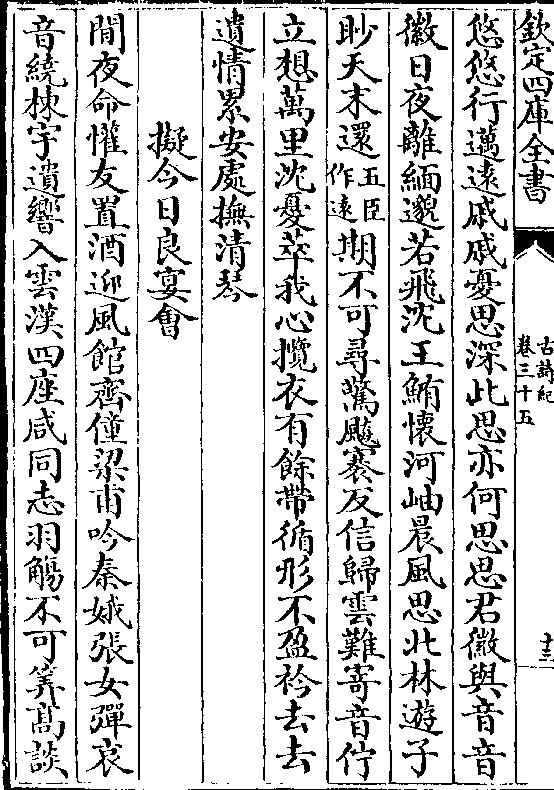 欽定四庫全書
古詩紀
卷三十五
十三
悠悠行邁遠戚戚憂思深此思亦何思思君徽與音音
徽日夜離緬邈若飛沈王鮪懷河岫晨風思北林遊子
眇天末還五臣作逺期不可尋驚飈褰反信歸雲難寄音佇
立想萬里沈憂萃我心攬衣有餘帶循形不盈衿去去
遺情累安處撫清琴
擬今日良宴會
閒夜命懽友置酒迎風館齊僮梁甫吟秦娥張女彈哀
音繞棟宇遺響入雲漢四座咸同志羽觴不可筭髙談